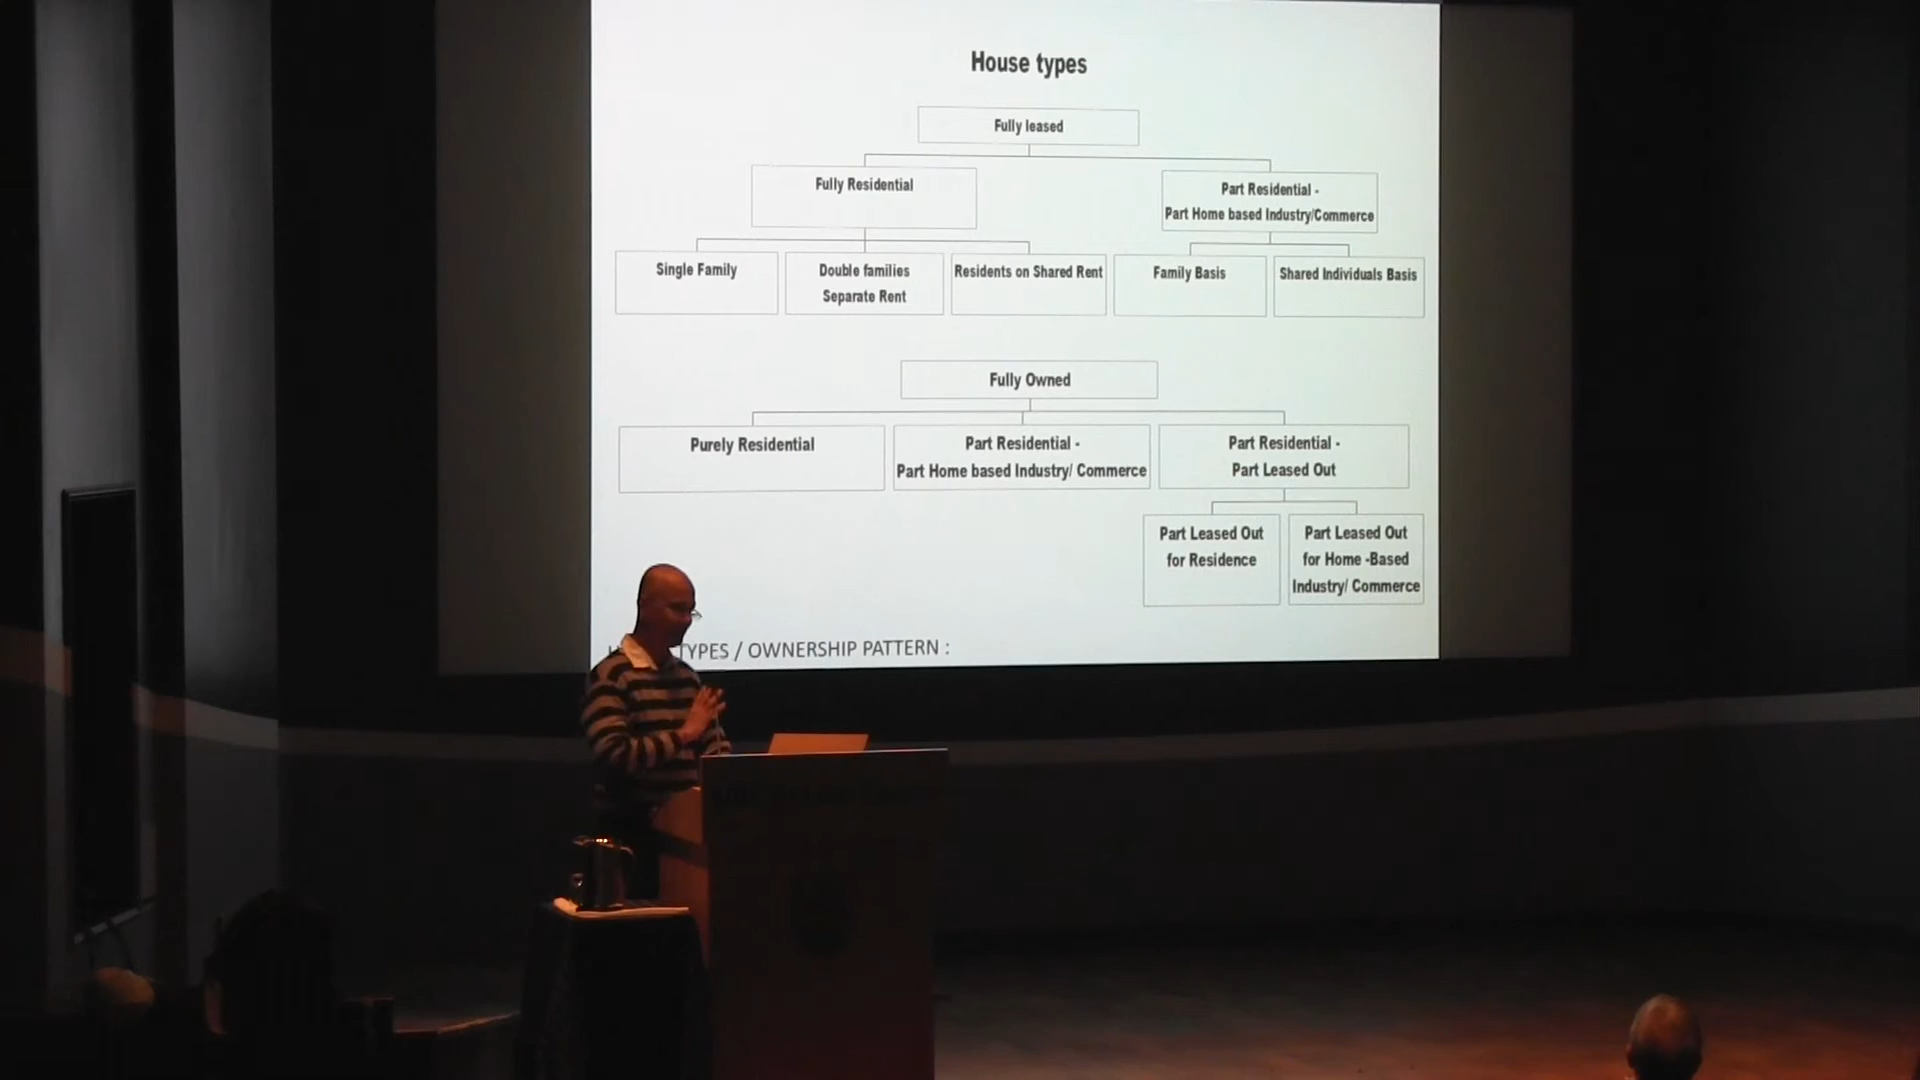 House types
Fully leased
Fully Residential
Part Residential -
Part Home based Industry/Commerce
Single Family
Double families
Separate Rent
Residents on Shared Rent
Family Basis
Shared Individuals Basis
Fully Owned
Purely Residential
Part Residential -
Part Home based Industry/ Commerce
Part Residential -
Part Leased Out
Part Leased Out
for Residence
Part Leased Out
for Home -Based
Industry/ Commerce
TYPES / OWNERSHIP PATTERN :